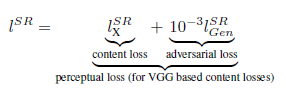 l^{SR} = l_X^{SR} + 10^{-3} l_{Gen}^{SR}
content loss adversarial loss
perceptual loss (for VGG based content losses)